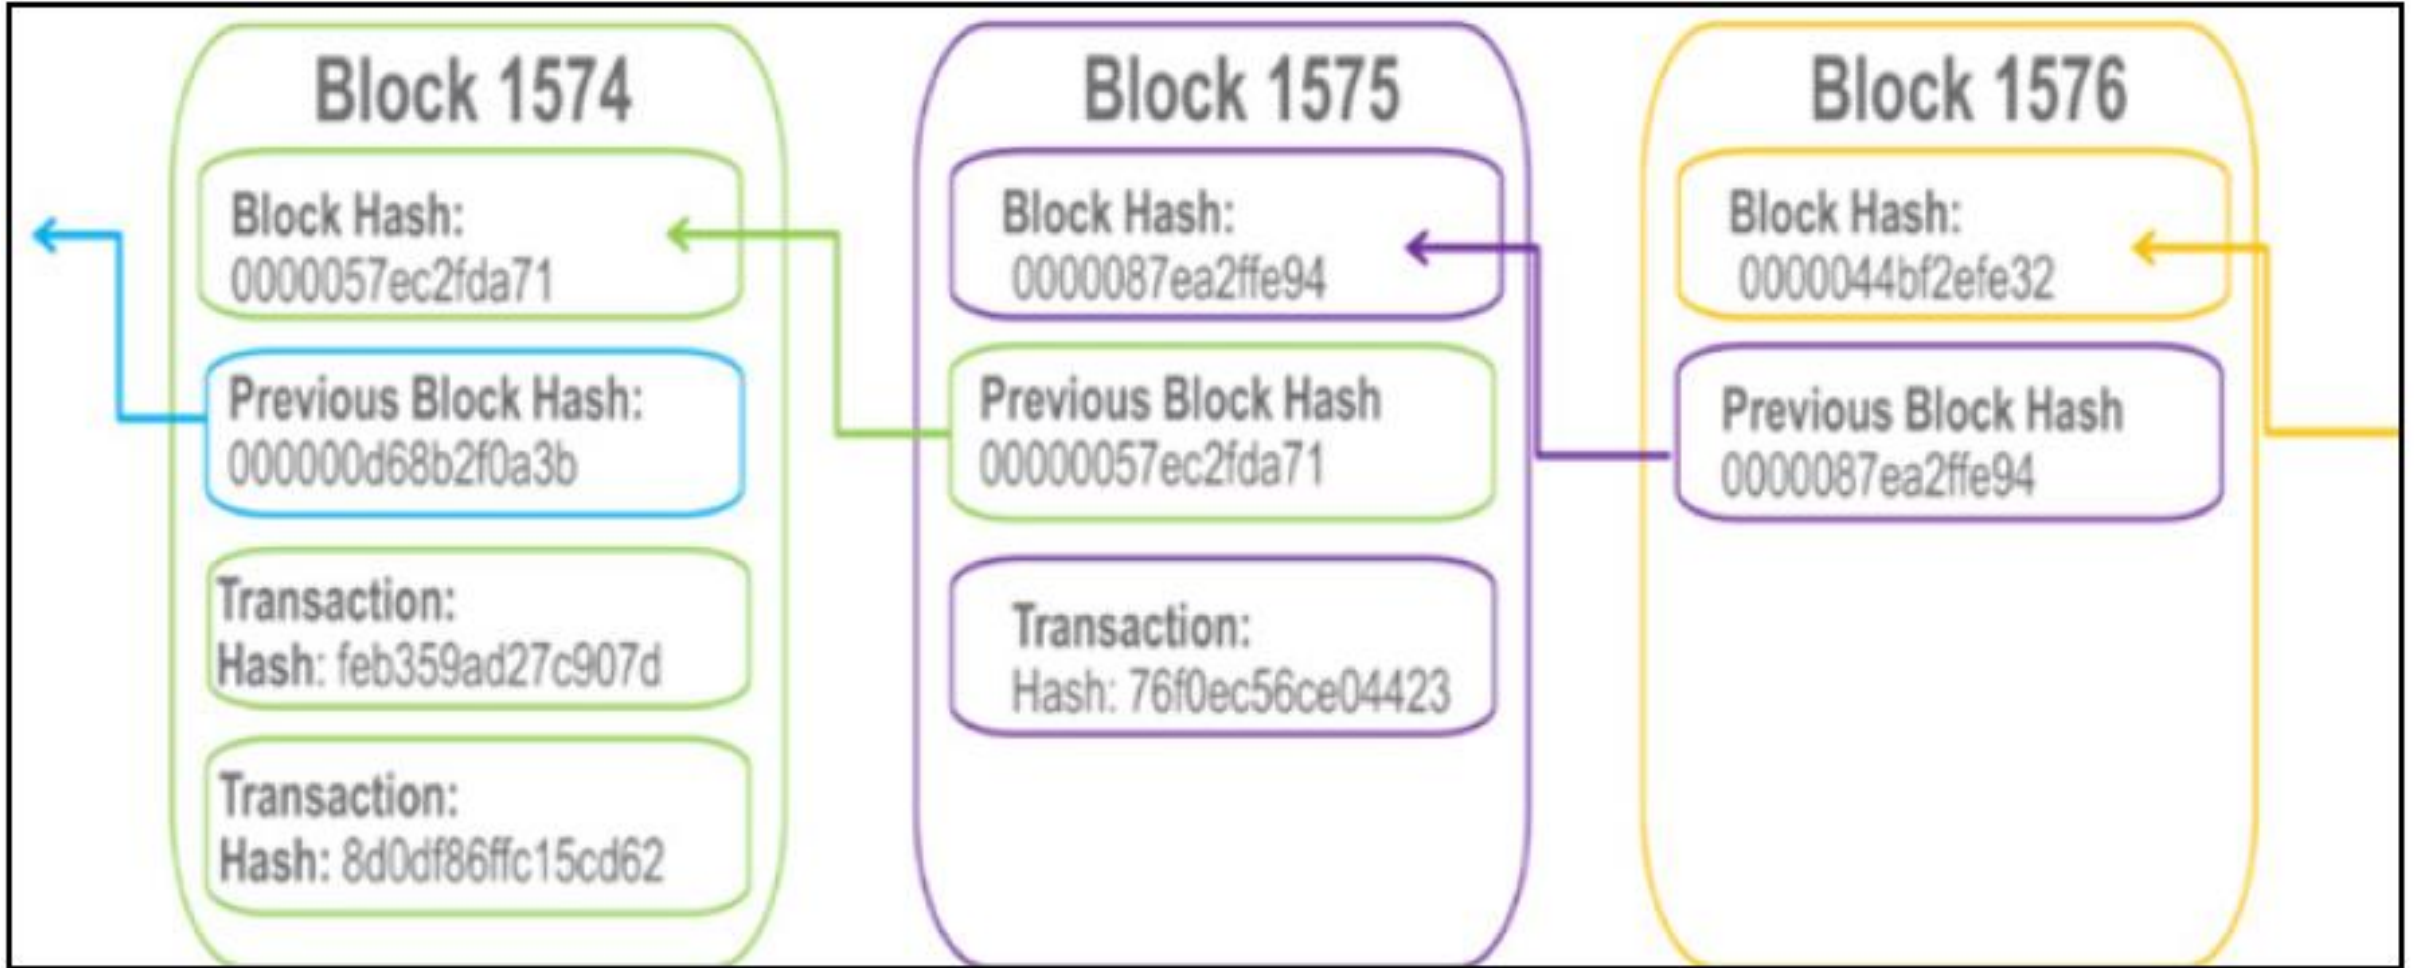 Block 1574
Block Hash:
0000057ec2fda71
Previous Block Hash:
000000d68b2f0a3b
Transaction:
Hash: feb359ad27c907d
Transaction:
Hash: 8d0df86ffc15cd62
Block 1575
Block Hash:
0000087ea2ffe94
Previous Block Hash
00000057ec2fda71
Transaction:
Hash: 76f0ec56ce04423
Block 1576
Block Hash:
0000044bf2efe32
Previous Block Hash
0000087ea2ffe94